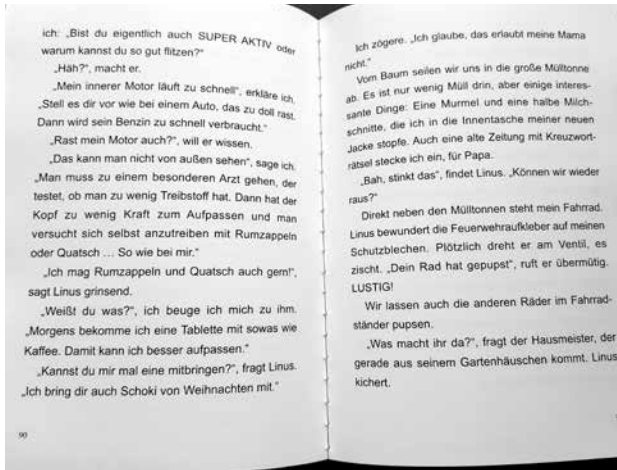 ich: „Bist du eigentlich auch SUPER AKTIV oder
warum kannst du so gut flitzen?“
„Häh?“, macht er.
„Mein innerer Motor läuft zu schnell“, erkläre ich.
„Stell es dir vor wie bei einem Auto, das zu doll rast.
Dann wird sein Benzin zu schnell verbraucht.“
„Rast mein Motor auch?“, will er wissen.
„Das kann man nicht von außen sehen“, sage ich.
„Man muss zu einem besonderen Arzt gehen, der
testet, ob man zu wenig Treibstoff hat. Dann hat der
Kopf zu wenig Kraft zum Aufpassen und man
versucht sich selbst anzutreiben mit Rumzappeln
oder Quatsch ... So wie bei mir.“
„Ich mag Rumzappeln und Quatsch auch gern!“,
sagt Linus grinsend.
„Weißt du was?“, ich beuge ich mich zu ihm.
„Morgens bekomme ich eine Tablette mit sowas wie
Kaffee. Damit kann ich besser aufpassen.“
„Kannst du mir mal eine mitbringen?“, fragt Linus.
„Ich bring dir auch Schoki von Weihnachten mit.“
90
Ich zögere. „Ich glaube, das erlaubt meine Mama
nicht.“
Vom Baum seilen wir uns in die große Mülltonne
ab. Es ist nur wenig Müll drin, aber einige interes-
sante Dinge: Eine Murmel und eine halbe Milch-
schnitte, die ich in die Innentasche meiner neuen
Jacke stopfe. Auch eine alte Zeitung mit Kreuzwort-
rätsel stecke ich ein, für Papa.
„Bah, stinkt das“, findet Linus. „Können wir wieder
raus?“
Direkt neben den Mülltonnen steht mein Fahrrad.
Linus bewundert die Feuerwehraufkleber auf meinen
Schutzblechen. Plötzlich dreht er am Ventil, es
zischt. „Dein Rad hat gepupst“, ruft er übermütig.
LUSTIG!
Wir lassen auch die anderen Räder im Fahrrad-
ständer pupsen.
„Was macht ihr da?“, fragt der Hausmeister, der
gerade aus seinem Gartenhäuschen kommt. Linus
kichert.